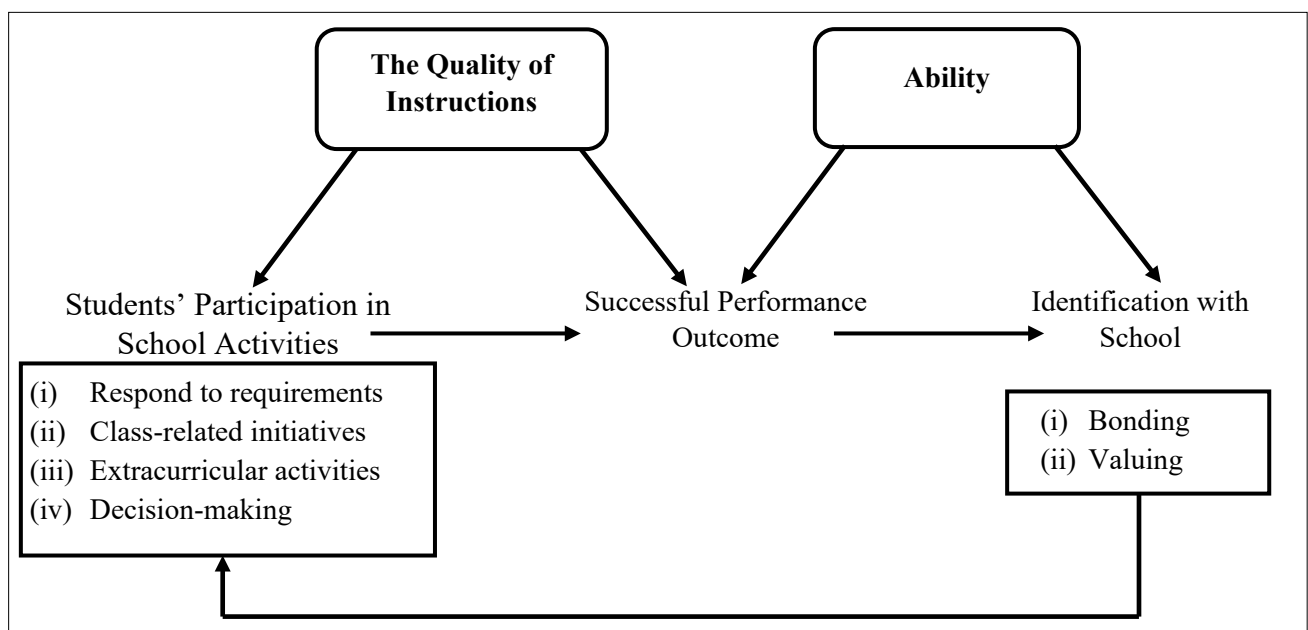 The Quality of
Instructions
Ability
Students’ Participation in
School Activities
Successful Performance
Outcome
Identification with
School
(i) Respond to requirements
(ii) Class-related initiatives
(iii) Extracurricular activities
(iv) Decision-making
(i) Bonding
(ii) Valuing